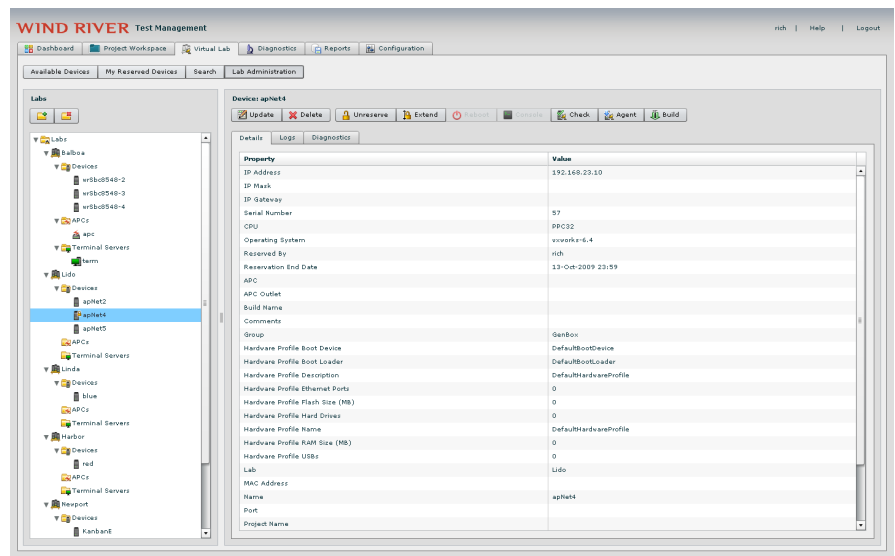 WIND RIVER Test Management
rich | Help | Logout
Dashboard Project Workspace Virtual Lab Diagnostics Reports Configuration
Available Devices My Reserved Devices Search Lab Administration
Labs
Device: apNet4
Update Delete Unreserve Extend Reboot Console Check Agent Build
Details Logs Diagnostics
Labs
Balboa
Devices
wrSbc8548-2
wrSbc8548-3
wrSbc8548-4
APCs
apc
Terminal Servers
term
Lido
Devices
apNet2
apNet4
apNet5
APCs
Terminal Servers
Linda
Devices
blue
APCs
Terminal Servers
Harbor
Devices
red
APCs
Terminal Servers
Newport
Devices
KanbanE
Property Value
IP Address 192.168.23.10
IP Mask
IP Gateway
Serial Number 57
CPU PPC32
Operating System vxworks-6.4
Reserved By rich
Reservation End Date 13-Oct-2009 23:59
APC
APC Outlet
Build Name
Comments
Group GenBox
Hardware Profile Boot Device DefaultBootDevice
Hardware Profile Boot Loader DefaultBootLoader
Hardware Profile Description DefaultHardwareProfile
Hardware Profile Ethernet Ports 0
Hardware Profile Flash Size (MB) 0
Hardware Profile Hard Drives 0
Hardware Profile Name DefaultHardwareProfile
Hardware Profile RAM Size (MB) 0
Hardware Profile USBs 0
Lab Lido
MAC Address
Name apNet4
Port
Project Name